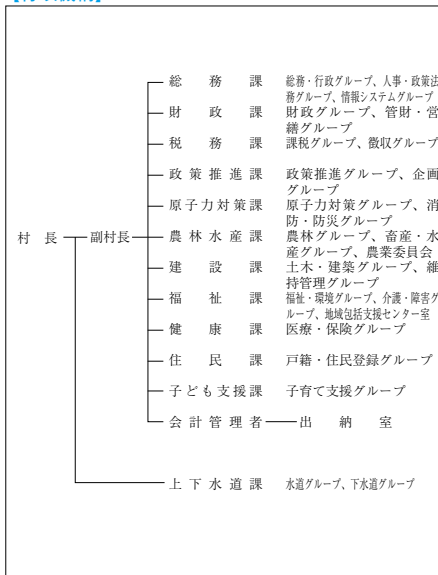 総務課 総務・行政グループ、人事・政策法
務グループ、情報システムグループ
財政課 財政グループ、管財・営
繕グループ
税務課 課税グループ、徴収グループ
政策推進課 政策推進グループ、企画
グループ
原子力対策課 原子力対策グループ、消
防・防災グループ
村長 副村長 農林水産課 農林グループ、畜産・水
産グループ、農業委員会
建設課 土木・建築グループ、維
持管理グループ
福祉課 福祉・環境グループ、介護・障害グ
ループ、地域包括支援センター室
健康課 医療・保険グループ
住民課 戸籍・住民登録グループ
子ども支援課 子育て支援グループ
会計管理者 出納室
上下水道課 水道グループ、下水道グループ